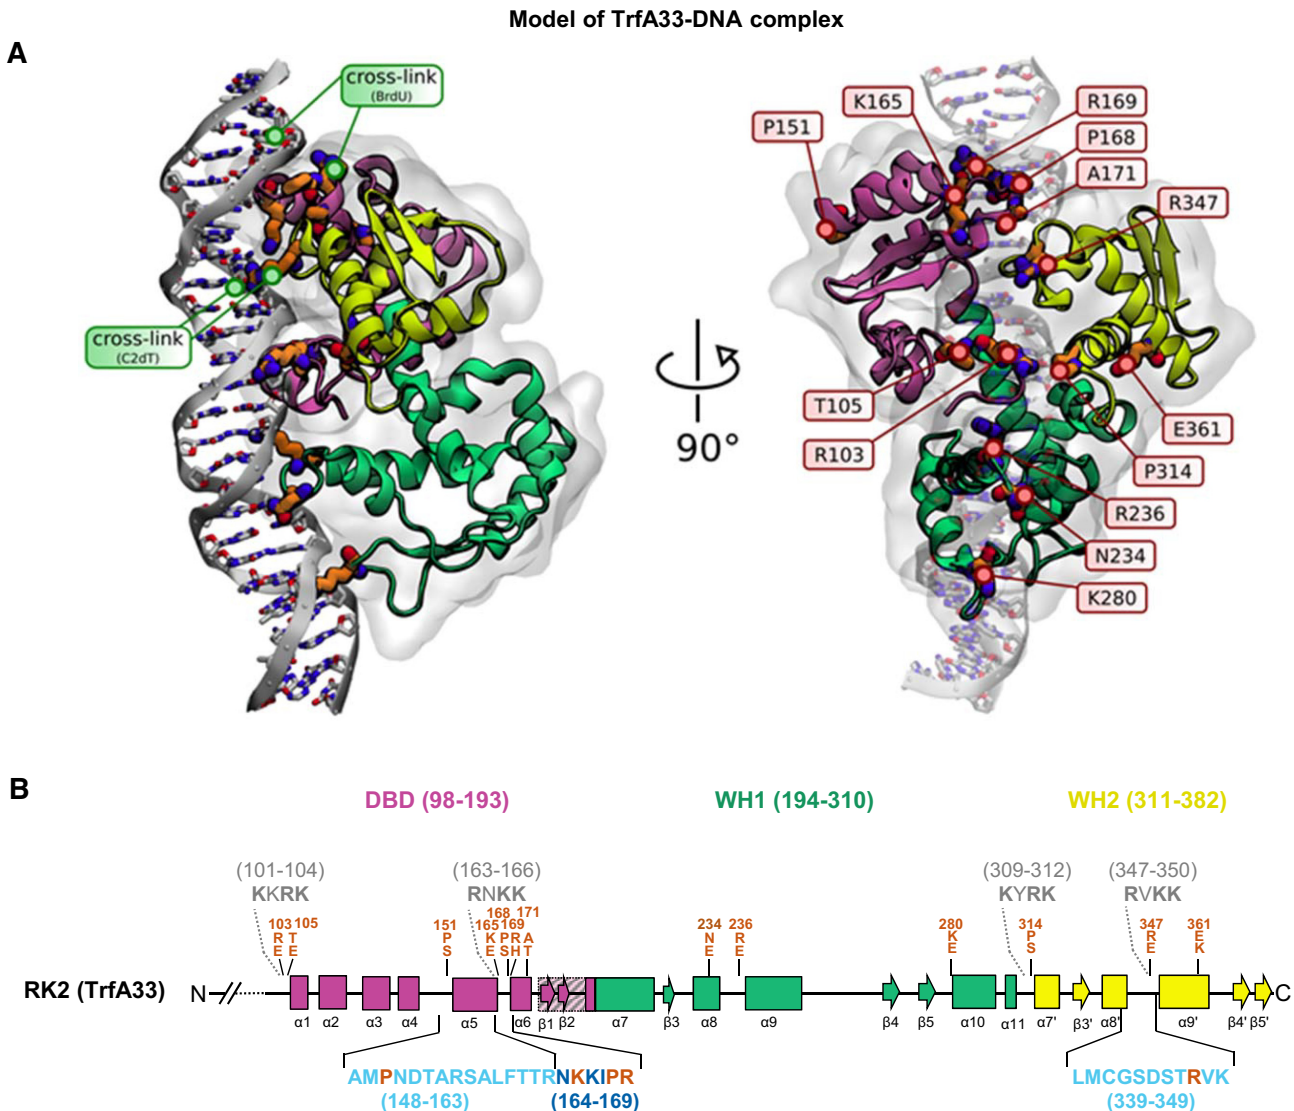 Model of TrfA33-DNA complex
A
cross-link
(BrdU)
cross-link
(C2dT)
90°
K165
R169
P151
P168
A171
R347
T105
R103
E361
P314
R236
N234
K280
B
DBD (98-193)
WH1 (194-310)
WH2 (311-382)
(101-104)
KKRK
(163-166)
RNKK
(309-312)
KYRK
(347-350)
RVKK
103 105
R T
E E
151
P
S
165 168 169 171
K P R A
E S H T
234
N
E
236
R
E
280
K
E
314
P
S
347
R
E
361
E
K
RK2 (TrfA33)
N
C
α1 α2 α3 α4 α5 α6 β1 β2 α7 β3 α8 α9 β4 β5 α10 α11 α7' β3' α8' α9' β4' β5'
AMPNDTARSALFTTRNKKIPR
(148-163) (164-169)
LMCGSDSTRVK
(339-349)